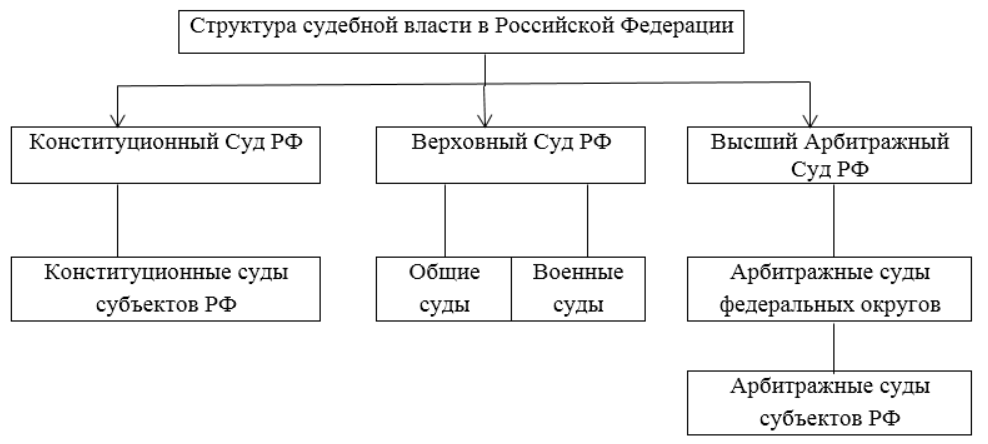 Структура судебной власти в Российской Федерации
Конституционный Суд РФ
Верховный Суд РФ
Высший Арбитражный
Суд РФ
Конституционные суды
субъектов РФ
Общие
суды
Военные
суды
Арбитражные суды
федеральных округов
Арбитражные суды
субъектов РФ